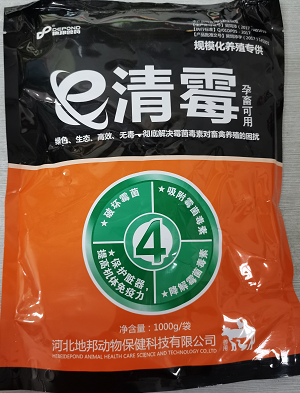 DEPOND
规模化养殖专供
e清霉
孕畜可用
绿色、生态、高效、无毒 彻底解决霉菌毒素对畜禽养殖的困扰
★破坏霉菌
★吸附霉菌毒素
4
★保护脏器，
提高机体免疫力
★降解霉菌毒素
净含量：1000g/袋
河北地邦动物保健科技有限公司
HEBEIDEPOND ANIMAL HEALTH CARE SCIENCE AND TECHNOLOGY CO.,LTD